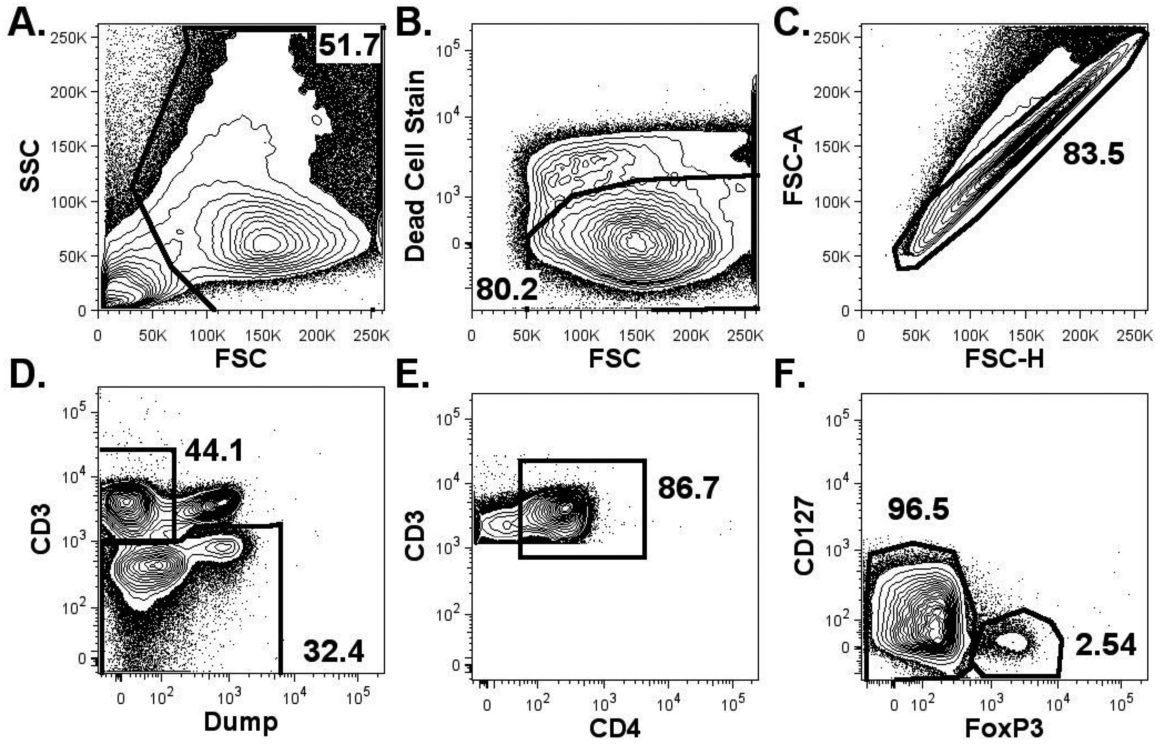 A.
B.
C.
250K
200K
150K
100K
50K
0
SSC
51.7
0 50K 100K 150K 200K 250K
FSC
10^5
10^4
10^3
0
Dead Cell Stain
80.2
0 50K 100K 150K 200K 250K
FSC
250K
200K
150K
100K
50K
0
FSC-A
83.5
0 50K 100K 150K 200K 250K
FSC-H
D.
E.
F.
10^5
10^4
10^3
10^2
0
CD3
44.1
32.4
0 10^2 10^3 10^4 10^5
Dump
10^5
10^4
10^3
10^2
0
CD3
86.7
0 10^2 10^3 10^4 10^5
CD4
10^5
10^4
10^3
10^2
0
CD127
96.5
2.54
0 10^2 10^3 10^4 10^5
FoxP3